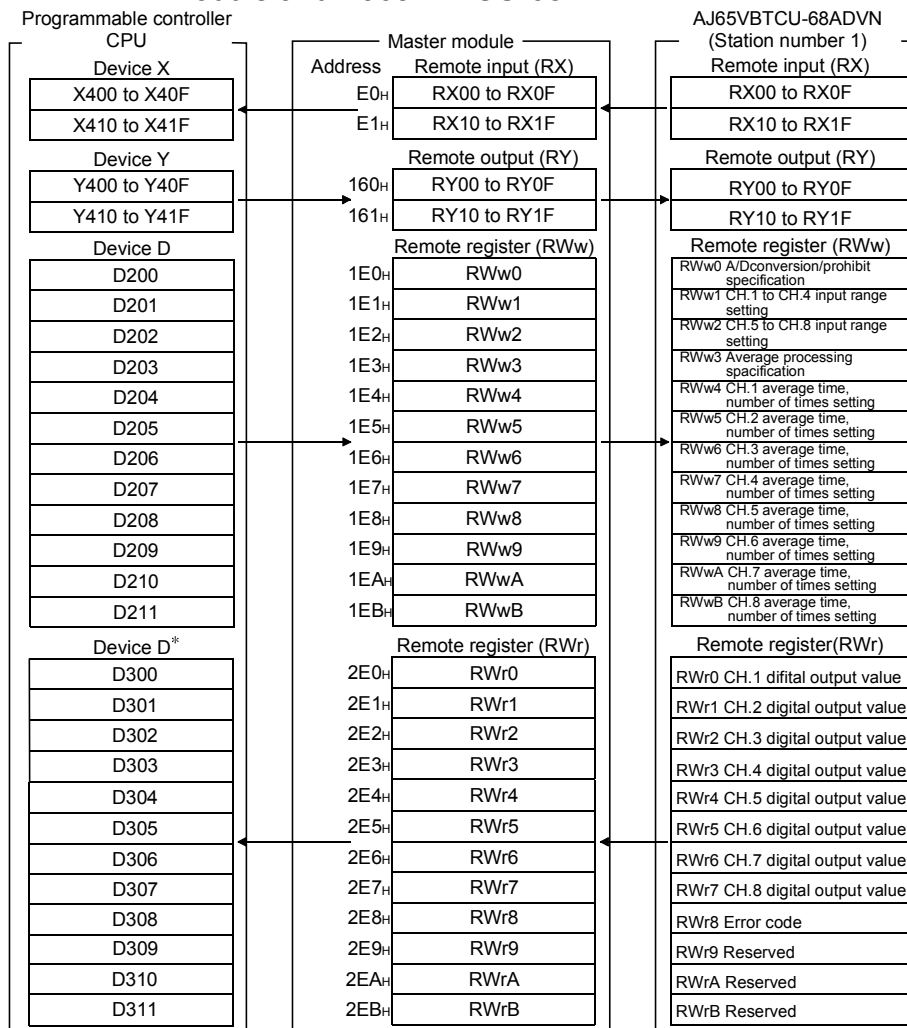 Programmable controller
CPU
Master module
AJ65VBTCU-68ADVN
(Station number 1)
Device X
Address
Remote input (RX)
Remote input (RX)
X400 to X40F
E0H
RX00 to RX0F
RX00 to RX0F
X410 to X41F
E1H
RX10 to RX1F
RX10 to RX1F
Device Y
Remote output (RY)
Remote output (RY)
Y400 to Y40F
160H
RY00 to RY0F
RY00 to RY0F
Y410 to Y41F
161H
RY10 to RY1F
RY10 to RY1F
Device D
Remote register (RWw)
Remote register (RWw)
D200
1E0H
RWw0
RWw0 A/Dconversion/prohibit
specification
D201
1E1H
RWw1
RWw1 CH.1 to CH.4 input range
setting
D202
1E2H
RWw2
RWw2 CH.5 to CH.8 input range
setting
D203
1E3H
RWw3
RWw3 Average processing
spacification
D204
1E4H
RWw4
RWw4 CH.1 average time,
number of times setting
D205
1E5H
RWw5
RWw5 CH.2 average time,
number of times setting
D206
1E6H
RWw6
RWw6 CH.3 average time,
number of times setting
D207
1E7H
RWw7
RWw7 CH.4 average time,
number of times setting
D208
1E8H
RWw8
RWw8 CH.5 average time,
number of times setting
D209
1E9H
RWw9
RWw9 CH.6 average time,
number of times setting
D210
1EAH
RWwA
RWwA CH.7 average time,
number of times setting
D211
1EBH
RWwB
RWwB CH.8 average time,
number of times setting
Device D*
Remote register (RWr)
Remote register(RWr)
D300
2E0H
RWr0
RWr0 CH.1 difital output value
D301
2E1H
RWr1
RWr1 CH.2 digital output value
D302
2E2H
RWr2
RWr2 CH.3 digital output value
D303
2E3H
RWr3
RWr3 CH.4 digital output value
D304
2E4H
RWr4
RWr4 CH.5 digital output value
D305
2E5H
RWr5
RWr5 CH.6 digital output value
D306
2E6H
RWr6
RWr6 CH.7 digital output value
D307
2E7H
RWr7
RWr7 CH.8 digital output value
D308
2E8H
RWr8
RWr8 Error code
D309
2E9H
RWr9
RWr9 Reserved
D310
2EAH
RWrA
RWrA Reserved
D311
2EBH
RWrB
RWrB Reserved